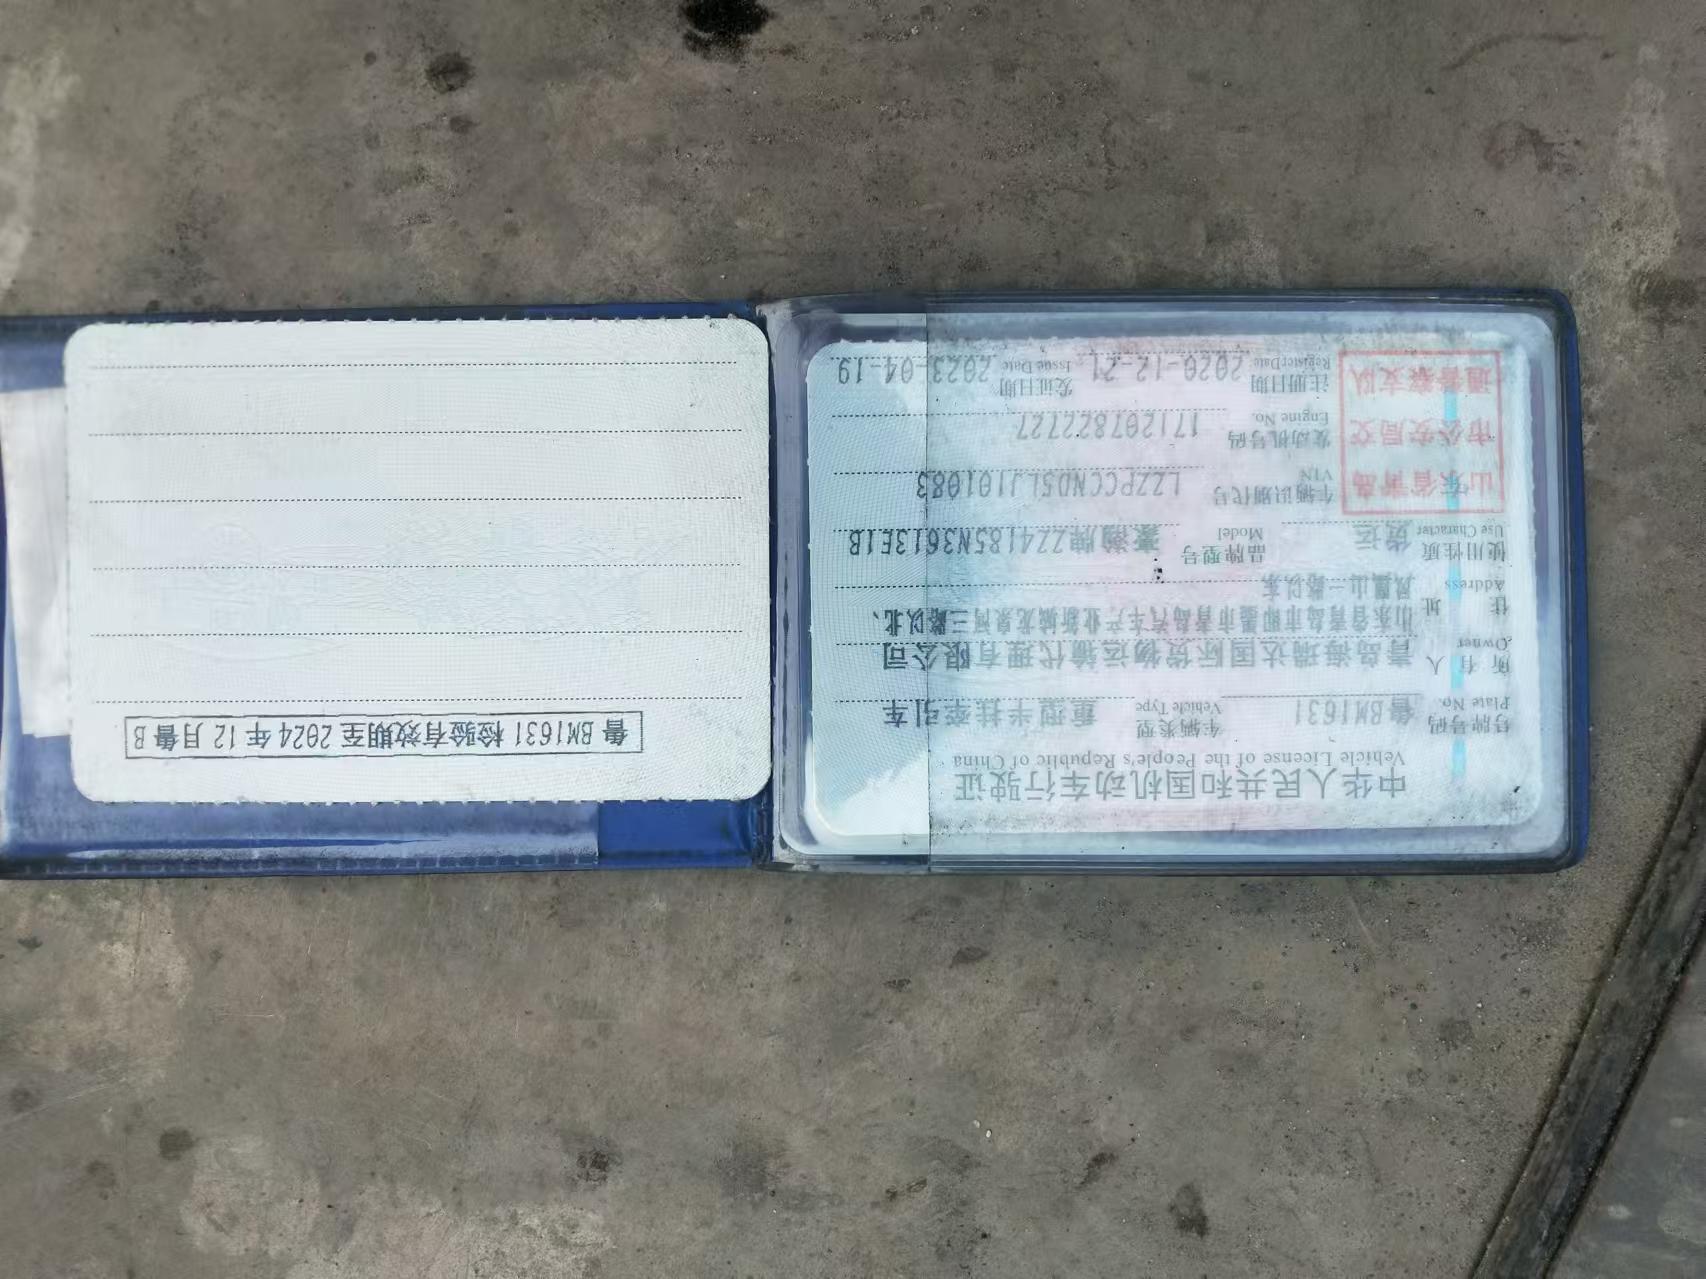 中华人民共和国机动车行驶证
Vehicle License of the People's Republic of China
号牌号码 鲁BM1631 车辆类型 重型半挂牵引车
Plate No. Vehicle Type
所有人 青岛海瑞达国际货物运输代理有限公司
Owner
住址 山东省青岛市即墨市青岛汽车产业新城龙泉河三路以北、
Address 凤凰山一路以东
使用性质 货运 品牌型号 豪瀚牌ZZ4185N3613E1B
Use Character Model
车辆识别代号 LZZPCCND5LJ101083
VIN
发动机号码 171207822727
Engine No.
注册日期 2020-12-21 发证日期 2023-04-19
Register Date Issue Date
山东省青岛
市公安局交
通警察支队
鲁BM1631 检验有效期至 2024年 12月鲁B